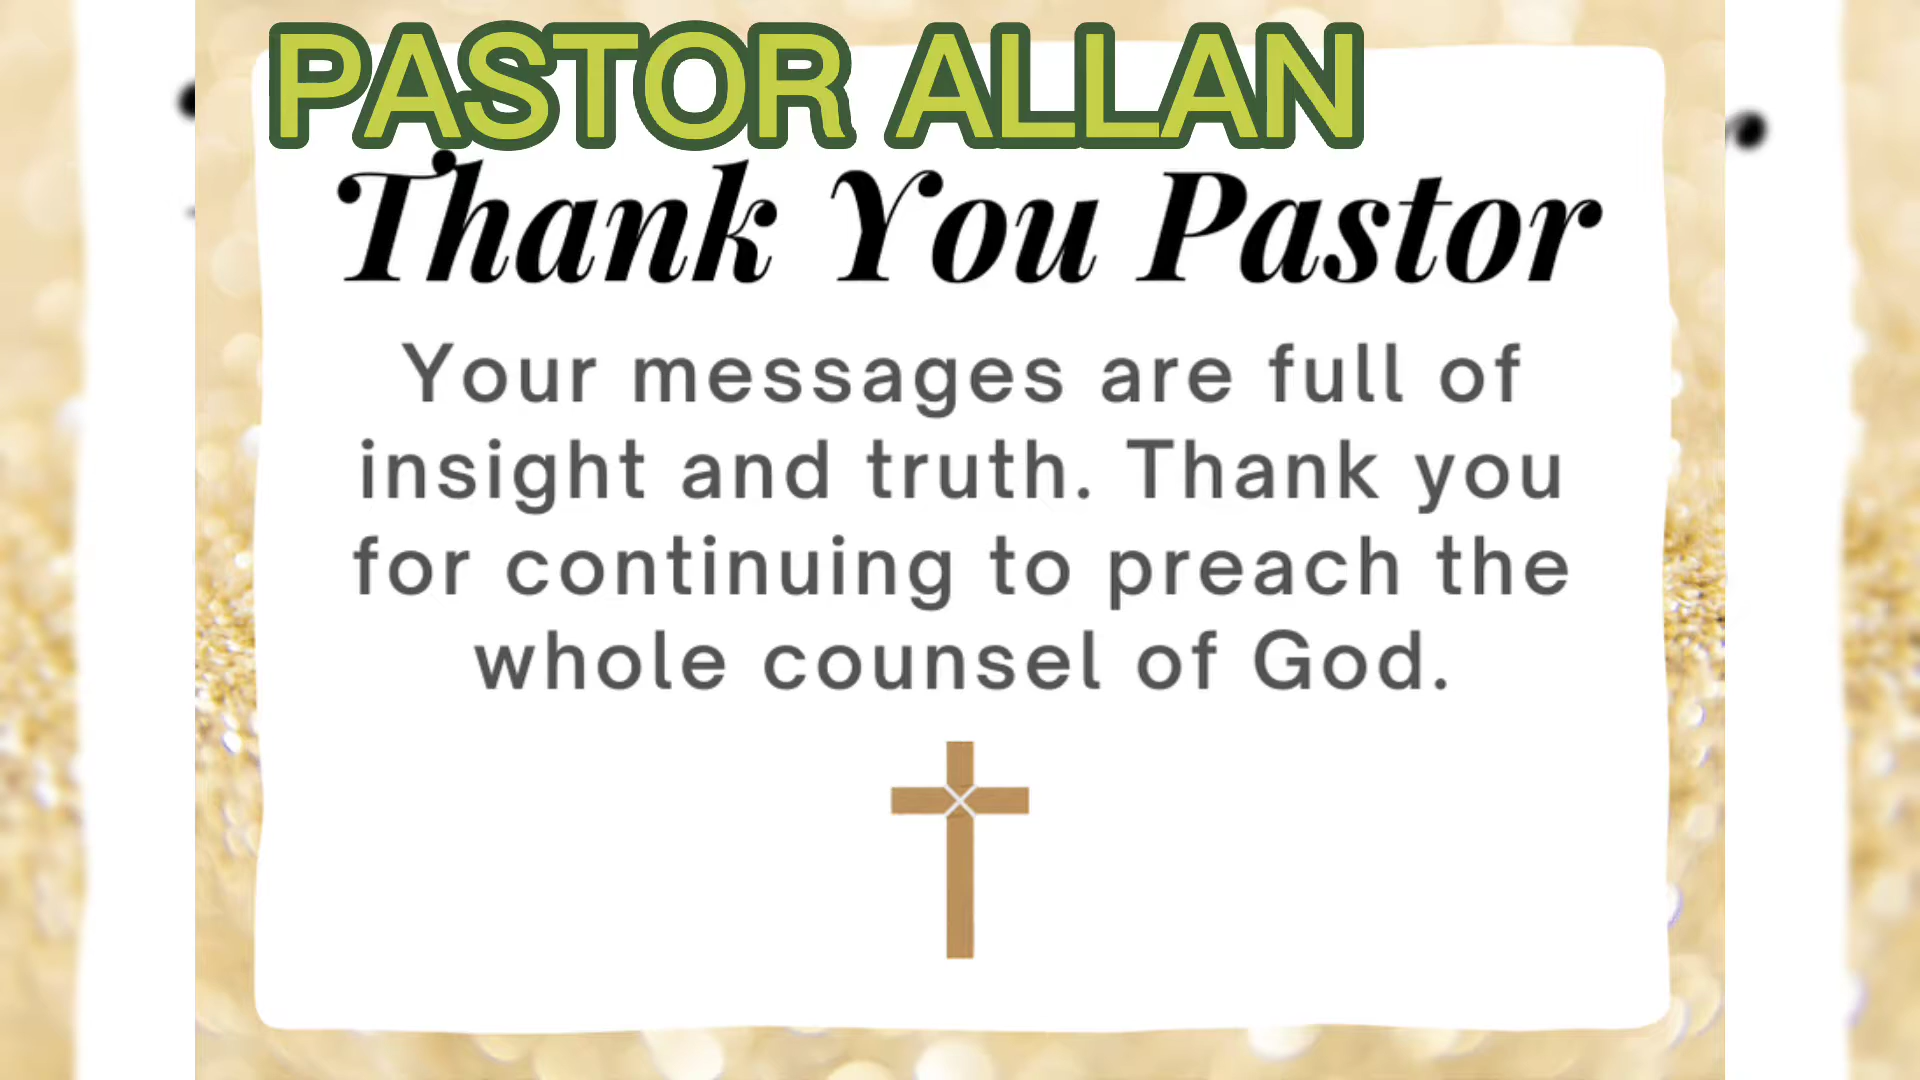 PASTOR ALLAN
Thank You Pastor
Your messages are full of
insight and truth. Thank you
for continuing to preach the
whole counsel of God.